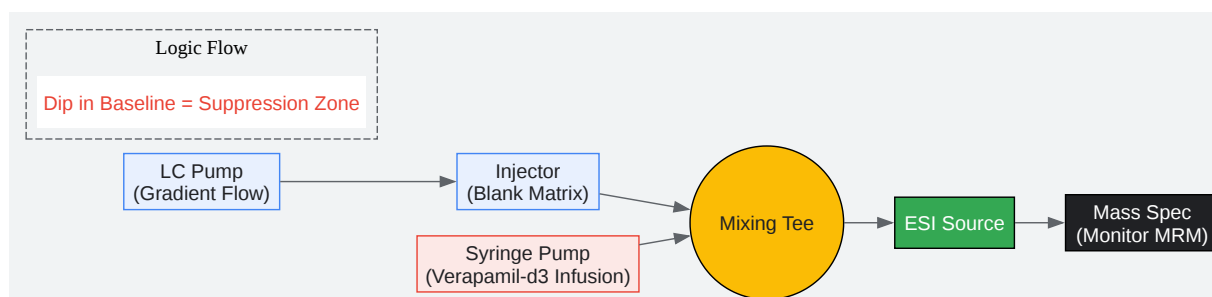 Logic Flow
Dip in Baseline = Suppression Zone
LC Pump
(Gradient Flow)
Injector
(Blank Matrix)
Syringe Pump
(Verapamil-d3 Infusion)
Mixing Tee
ESI Source
Mass Spec
(Monitor MRM)